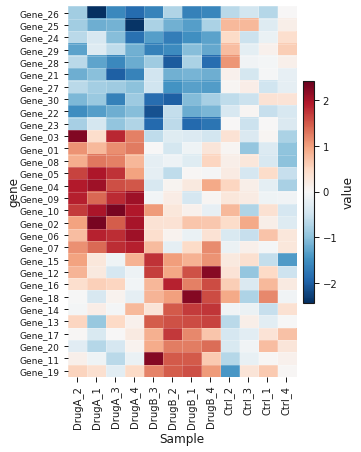 Gene_26
Gene_25
Gene_24
Gene_29
Gene_28
Gene_21
Gene_27
Gene_30
Gene_22
Gene_23
Gene_03
Gene_01
Gene_08
Gene_05
Gene_04
Gene_09
Gene_10
Gene_02
Gene_06
Gene_07
Gene_15
Gene_12
Gene_16
Gene_18
Gene_14
Gene_13
Gene_17
Gene_20
Gene_11
Gene_19
gene
DrugA_2
DrugA_1
DrugA_3
DrugA_4
DrugB_3
DrugB_2
DrugB_1
DrugB_4
Ctrl_2
Ctrl_3
Ctrl_1
Ctrl_4
Sample
2
1
0
−1
−2
value